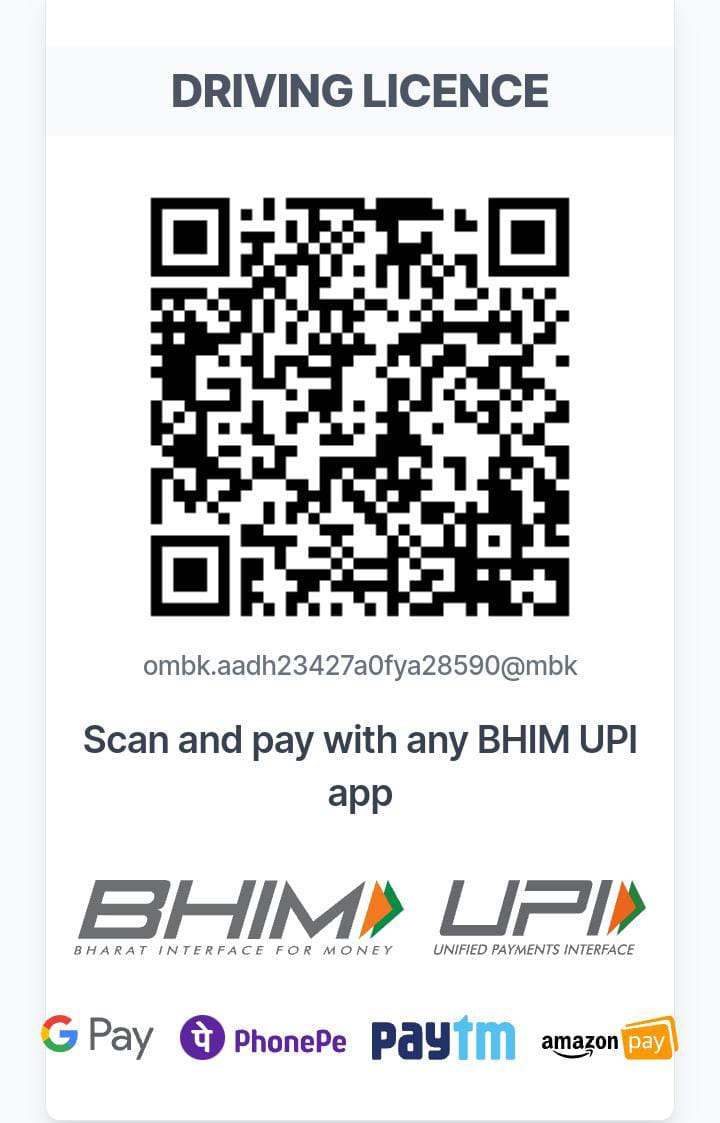 DRIVING LICENCE
ombk.aadh23427a0fya28590@mbk
Scan and pay with any BHIM UPI
app
BHIM UPI
BHARAT INTERFACE FOR MONEY UNIFIED PAYMENTS INTERFACE
G Pay पे PhonePe paytm amazon pay